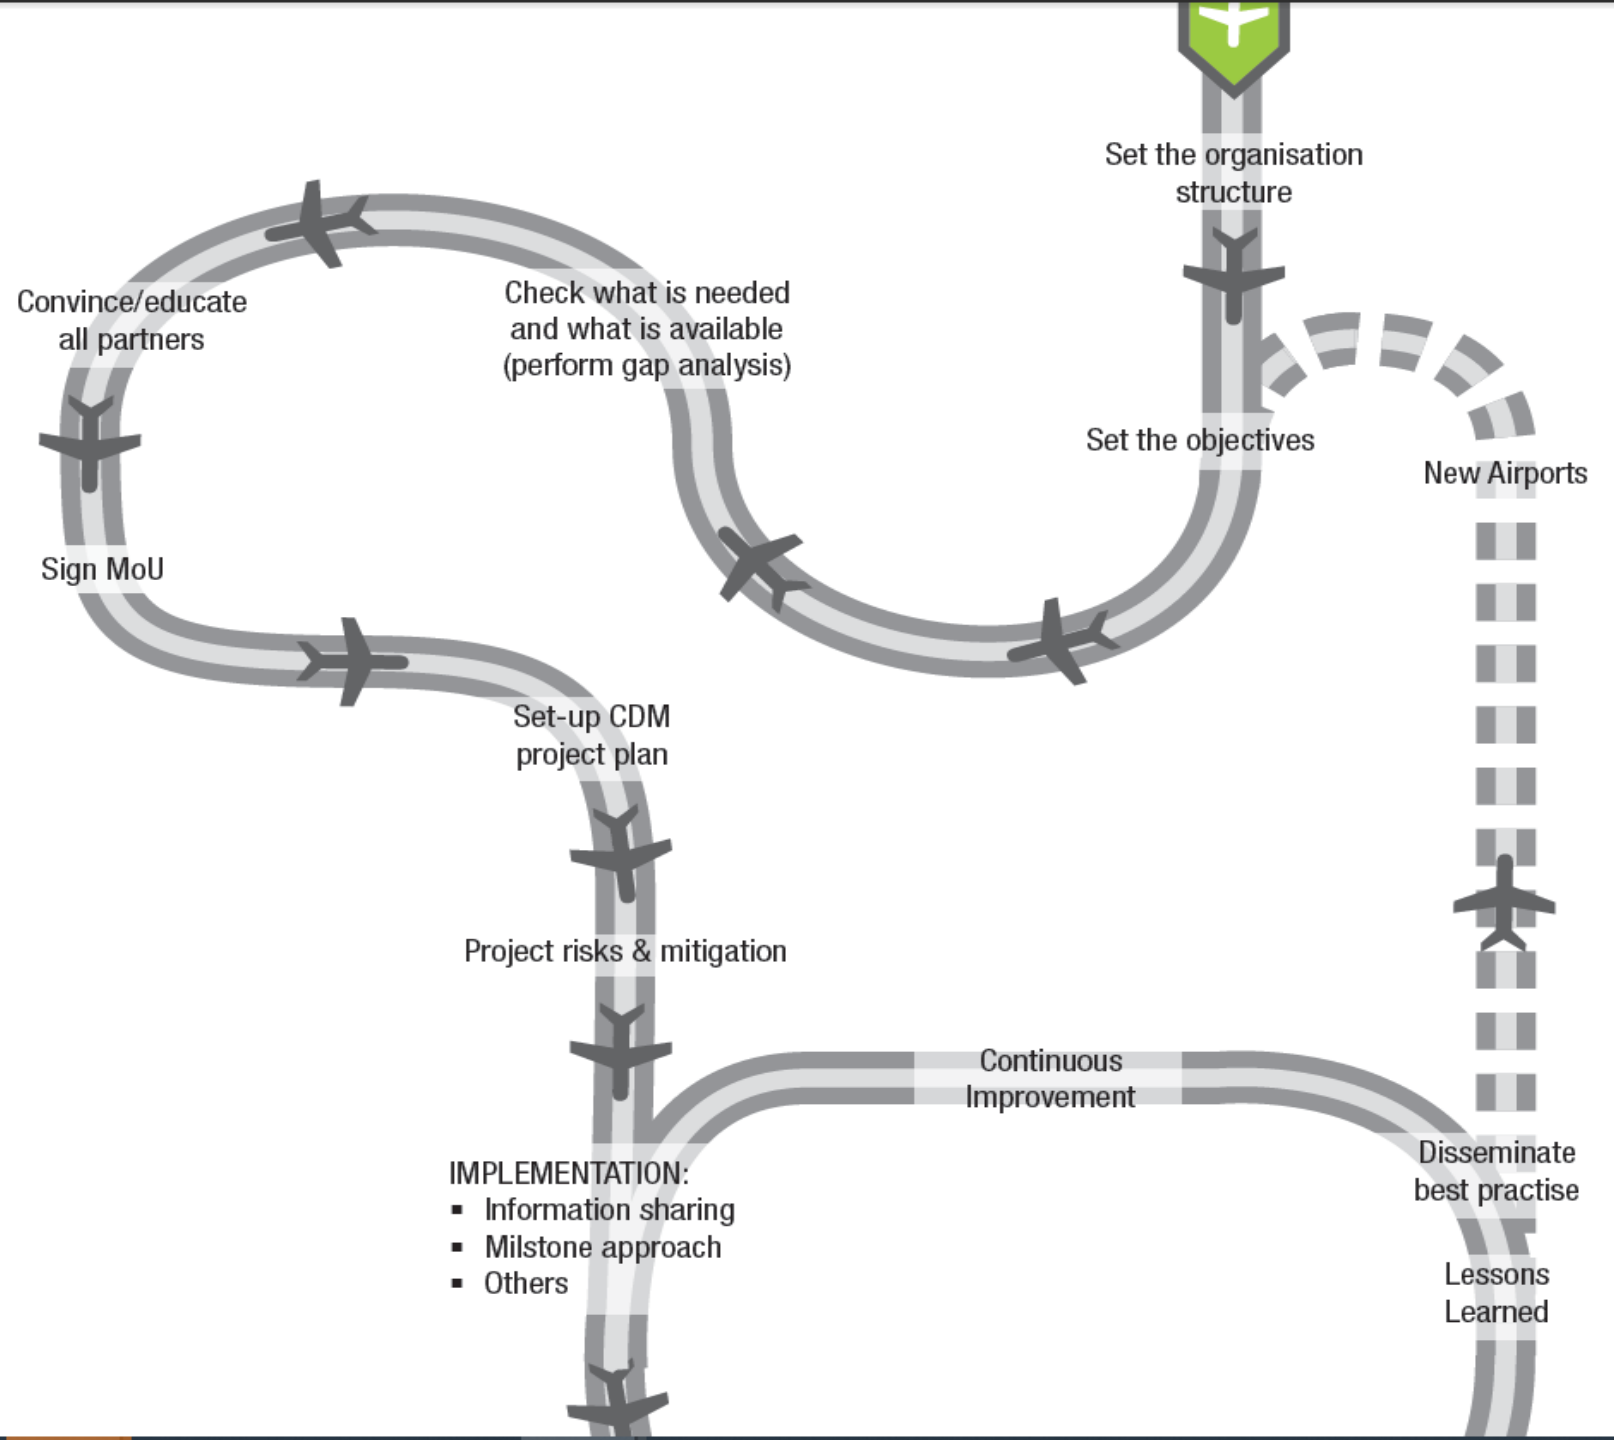 Set the organisation
structure
Set the objectives
New Airports
Check what is needed
and what is available
(perform gap analysis)
Convince/educate
all partners
Sign MoU
Set-up CDM
project plan
Project risks & mitigation
IMPLEMENTATION:
▪ Information sharing
▪ Milstone approach
▪ Others
Continuous
Improvement
Disseminate
best practise
Lessons
Learned